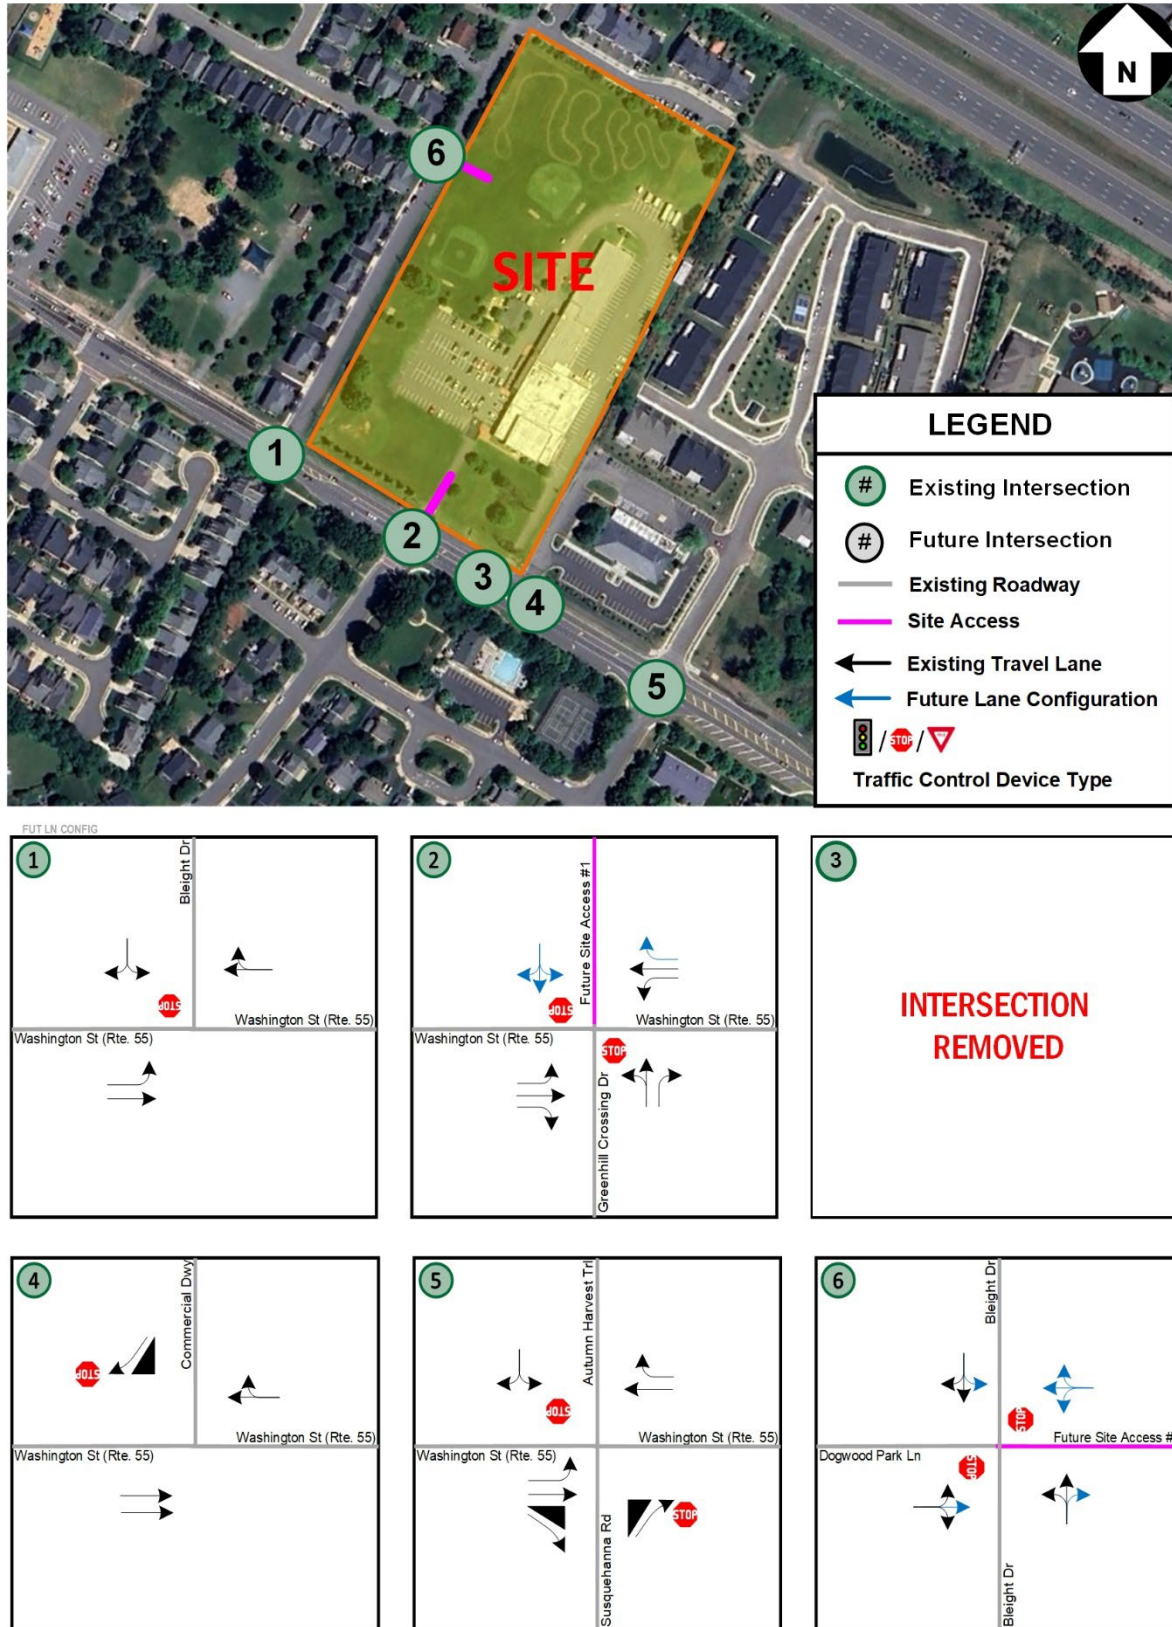 N
6
SITE
1
2
3
4
5
LEGEND
# Existing Intersection
# Future Intersection
Existing Roadway
Site Access
Existing Travel Lane
Future Lane Configuration
/ STOP /
Traffic Control Device Type
FUT LN CONFIG
1
Bleight Dr
STOP
Washington St (Rte. 55)
Washington St (Rte. 55)
2
Future Site Access #1
STOP
Washington St (Rte. 55)
Washington St (Rte. 55)
STOP
Greenhill Crossing Dr
3
INTERSECTION
REMOVED
4
Commercial Dwy
STOP
Washington St (Rte. 55)
Washington St (Rte. 55)
5
Autumn Harvest Trl
STOP
Washington St (Rte. 55)
Washington St (Rte. 55)
STOP
Susquehanna Rd
6
Bleight Dr
STOP
Future Site Access #
Dogwood Park Ln
STOP
Bleight Dr